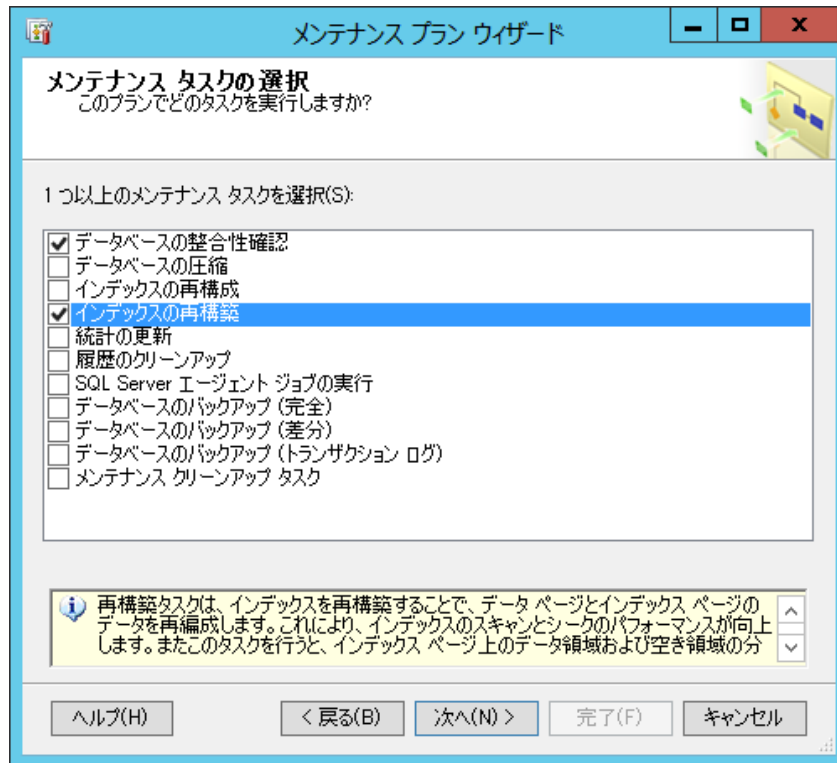 メンテナンス プラン ウィザード
メンテナンス タスクの選択
このプランでどのタスクを実行しますか?
1 つ以上のメンテナンス タスクを選択(S):
データベースの整合性確認
データベースの圧縮
インデックスの再構成
インデックスの再構築
統計の更新
履歴のクリーンアップ
SQL Server エージェント ジョブの実行
データベースのバックアップ (完全)
データベースのバックアップ (差分)
データベースのバックアップ (トランザクション ログ)
メンテナンス クリーンアップ タスク
再構築タスクは、インデックスを再構築することで、データ ページとインデックス ページの
データを再編成します。これにより、インデックスのスキャンとシークのパフォーマンスが向上
します。またこのタスクを行うと、インデックス ページ上のデータ領域および空き領域の分
ヘルプ(H) < 戻る(B) 次へ(N) > 完了(F) キャンセル